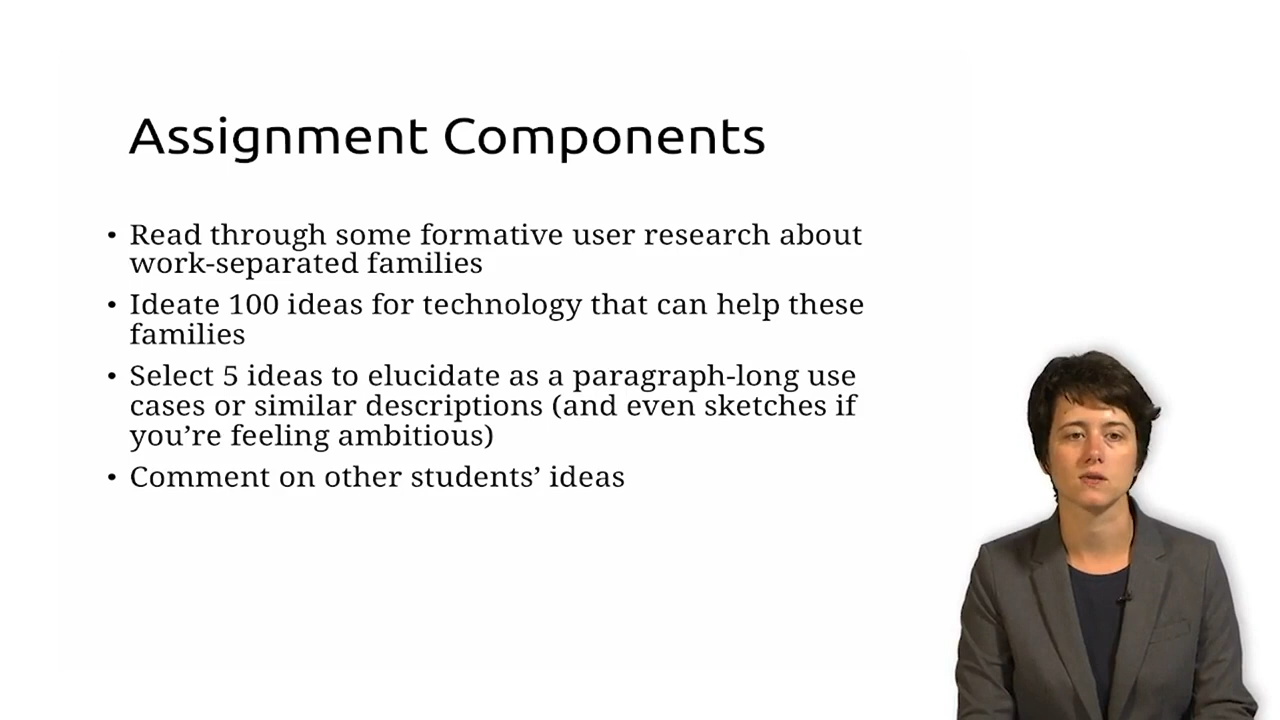 Assignment Components
• Read through some formative user research about
work-separated families
• Ideate 100 ideas for technology that can help these
families
• Select 5 ideas to elucidate as a paragraph-long use
cases or similar descriptions (and even sketches if
you’re feeling ambitious)
• Comment on other students’ ideas